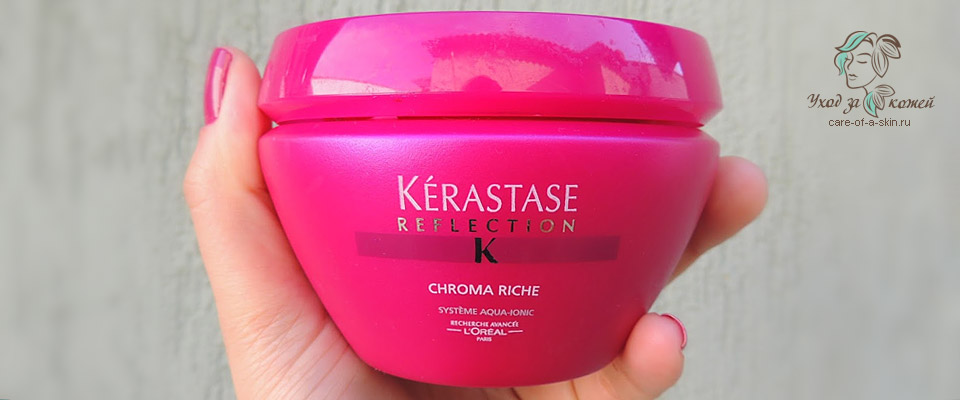 KÉRASTASE
REFLECTION
K
CHROMA RICHE
SYSTÈME AQUA-IONIC
RECHERCHE AVANCÉE
L'ORÉAL
PARIS
Уход за кожей
care-of-a-skin.ru